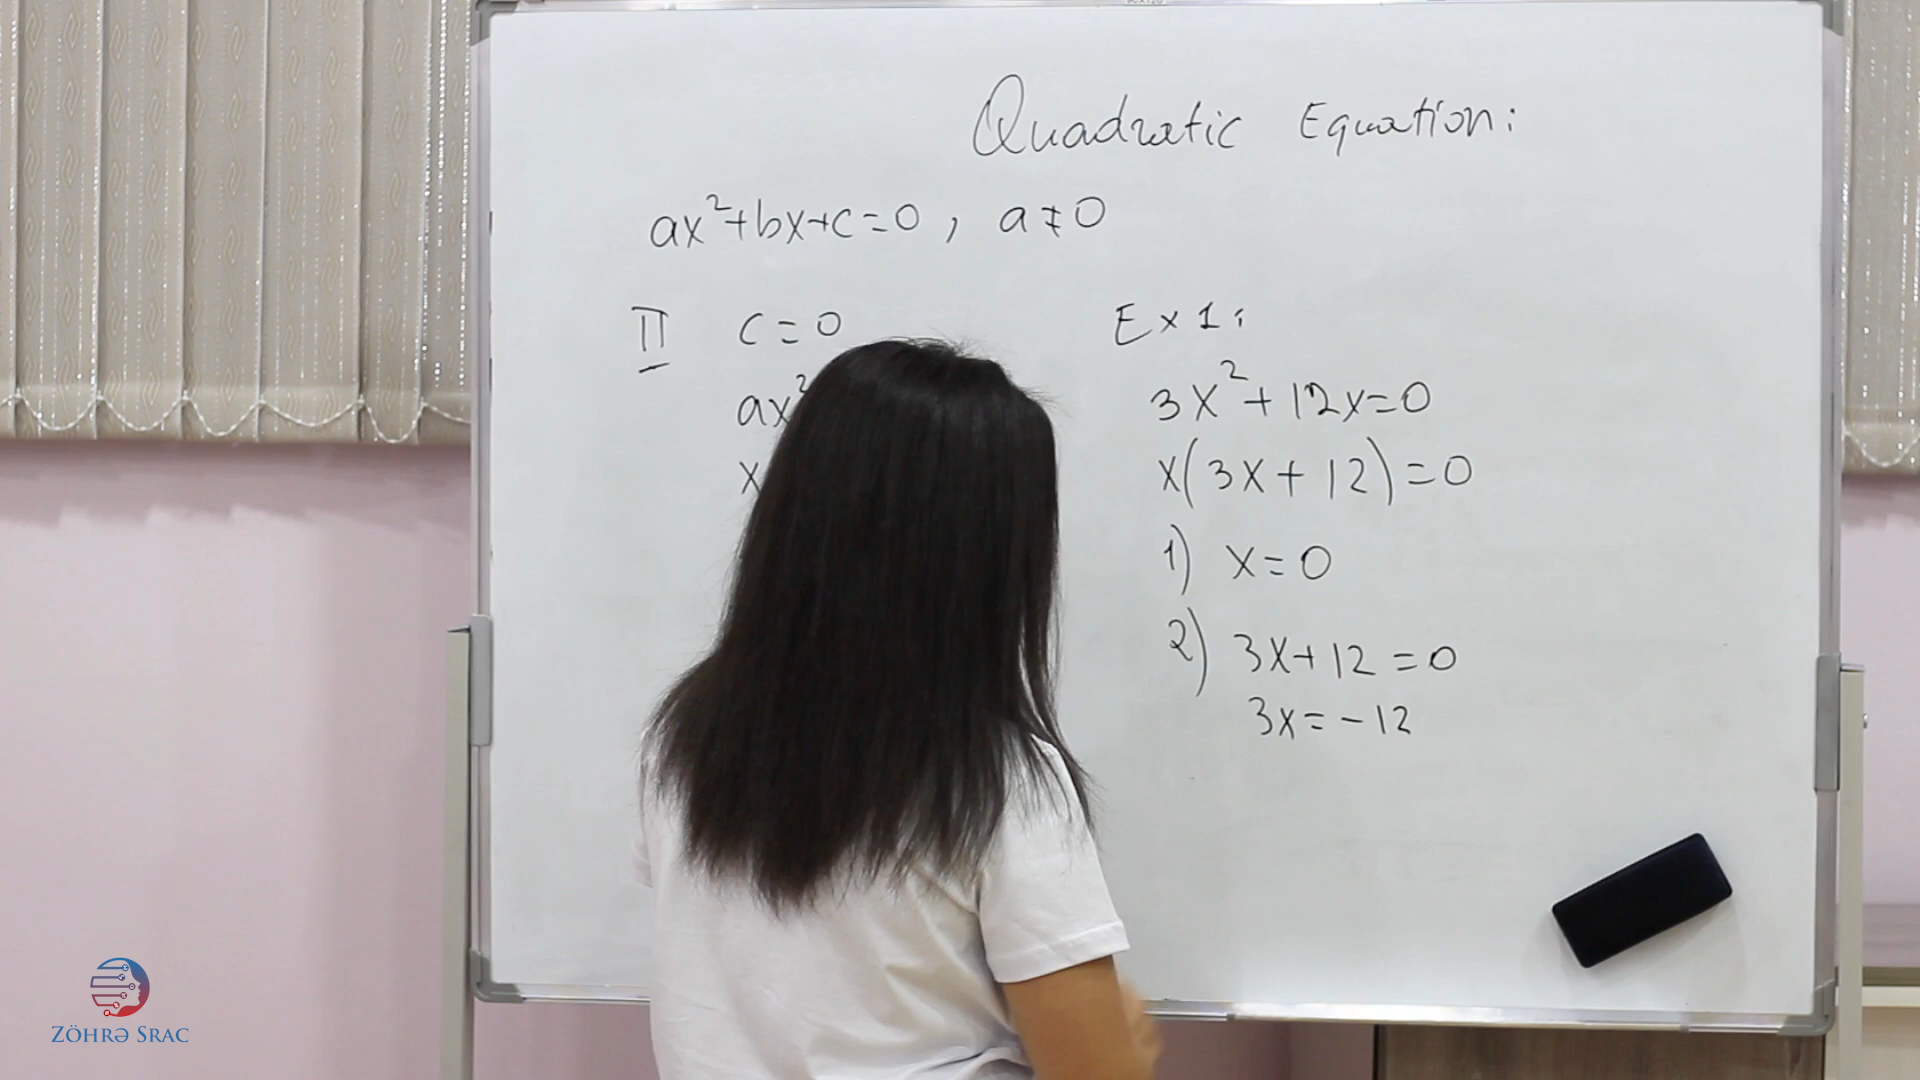 Quadratic Equation:
ax²+bx+c=0, a≠0
II c=0
ax²
x
Ex 1:
3x²+12x=0
x(3x+12)=0
1) x=0
2) 3x+12=0
3x=-12
ZÖHRƏ SRAC